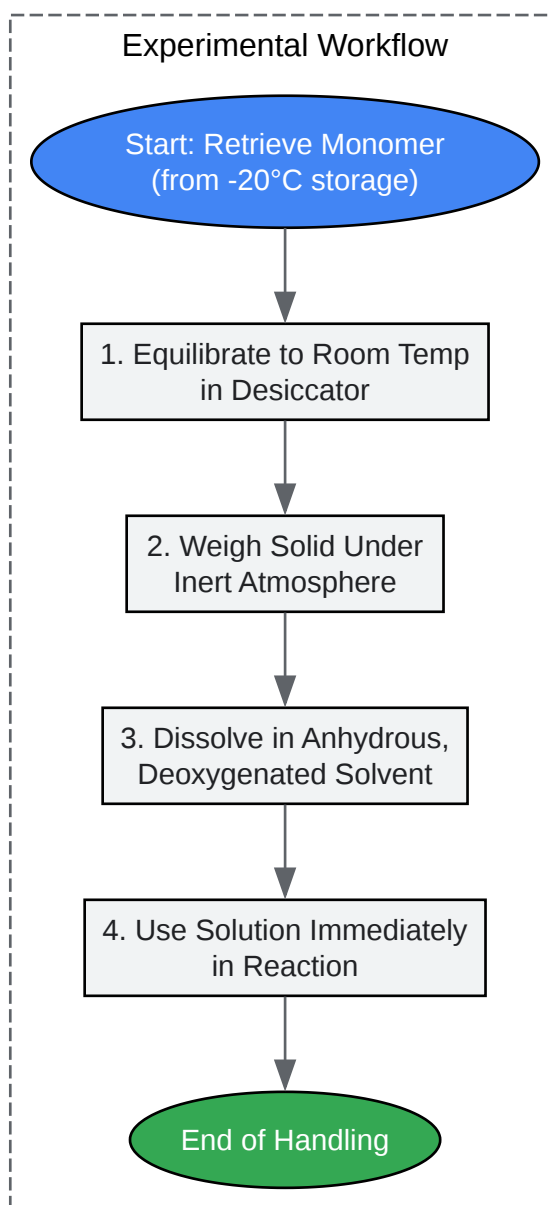 Experimental Workflow
Start: Retrieve Monomer
(from -20°C storage)
1. Equilibrate to Room Temp
in Desiccator
2. Weigh Solid Under
Inert Atmosphere
3. Dissolve in Anhydrous,
Deoxygenated Solvent
4. Use Solution Immediately
in Reaction
End of Handling